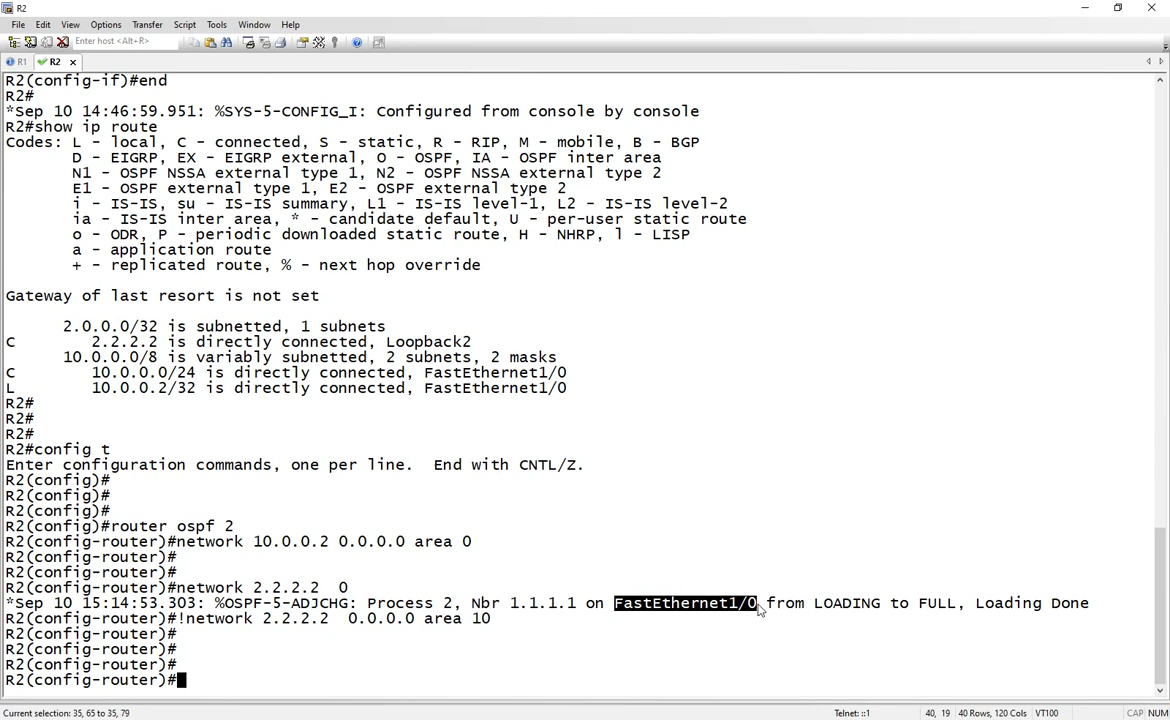 R2
File Edit View Options Transfer Script Tools Window Help
Enter host <Alt+R>
R1 R2
R2(config-if)#end
R2#
*Sep 10 14:46:59.951: %SYS-5-CONFIG_I: Configured from console by console
R2#show ip route
Codes: L - local, C - connected, S - static, R - RIP, M - mobile, B - BGP
D - EIGRP, EX - EIGRP external, O - OSPF, IA - OSPF inter area
N1 - OSPF NSSA external type 1, N2 - OSPF NSSA external type 2
E1 - OSPF external type 1, E2 - OSPF external type 2
i - IS-IS, su - IS-IS summary, L1 - IS-IS level-1, L2 - IS-IS level-2
ia - IS-IS inter area, * - candidate default, U - per-user static route
o - ODR, P - periodic downloaded static route, H - NHRP, l - LISP
a - application route
+ - replicated route, % - next hop override
Gateway of last resort is not set
2.0.0.0/32 is subnetted, 1 subnets
C 2.2.2.2 is directly connected, Loopback2
10.0.0.0/8 is variably subnetted, 2 subnets, 2 masks
C 10.0.0.0/24 is directly connected, FastEthernet1/0
L 10.0.0.2/32 is directly connected, FastEthernet1/0
R2#
R2#
R2#
R2#config t
Enter configuration commands, one per line. End with CNTL/Z.
R2(config)#
R2(config)#
R2(config)#
R2(config)#router ospf 2
R2(config-router)#network 10.0.0.2 0.0.0.0 area 0
R2(config-router)#
R2(config-router)#
R2(config-router)#network 2.2.2.2 0
*Sep 10 15:14:53.303: %OSPF-5-ADJCHG: Process 2, Nbr 1.1.1.1 on FastEthernet1/0 from LOADING to FULL, Loading Done
R2(config-router)#!network 2.2.2.2 0.0.0.0 area 10
R2(config-router)#
R2(config-router)#
R2(config-router)#
R2(config-router)#
Current selection: 35, 65 to 35, 79 Telnet: ::1 40, 19 40 Rows, 120 Cols VT100 CAP NUM